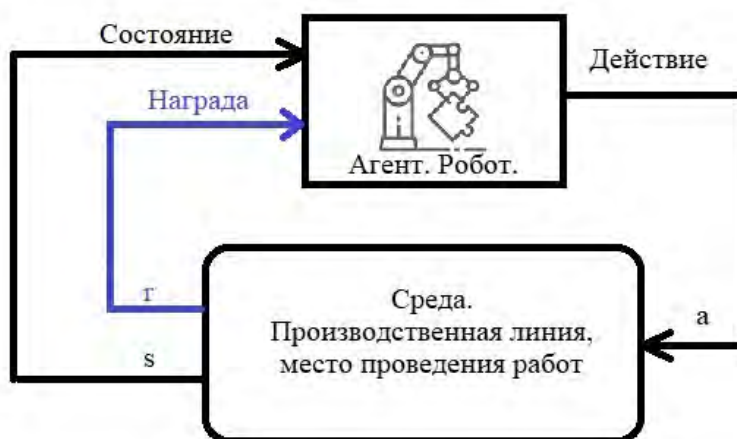 Состояние
Действие
Награда
Агент. Робот.
r
s
Среда.
Производственная линия,
место проведения работ
a